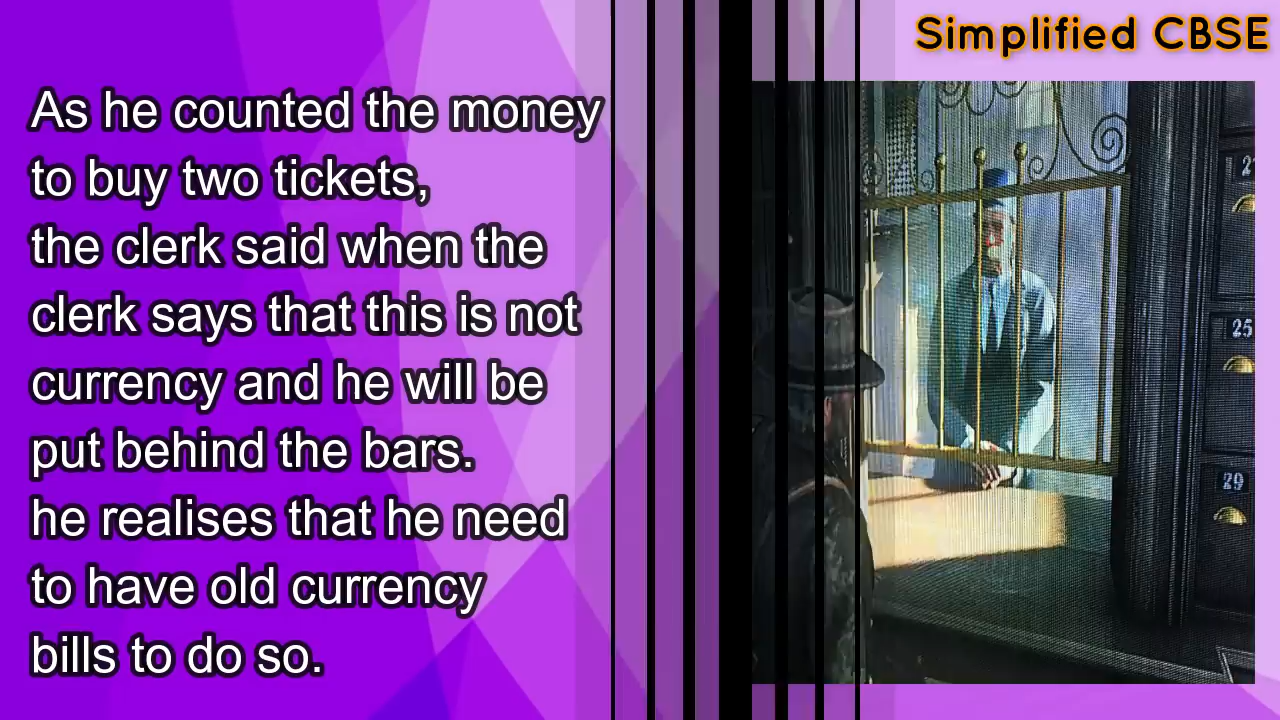 Simplified CBSE
As he counted the money
to buy two tickets,
the clerk said when the
clerk says that this is not
currency and he will be
put behind the bars.
he realises that he need
to have old currency
bills to do so.
25
29